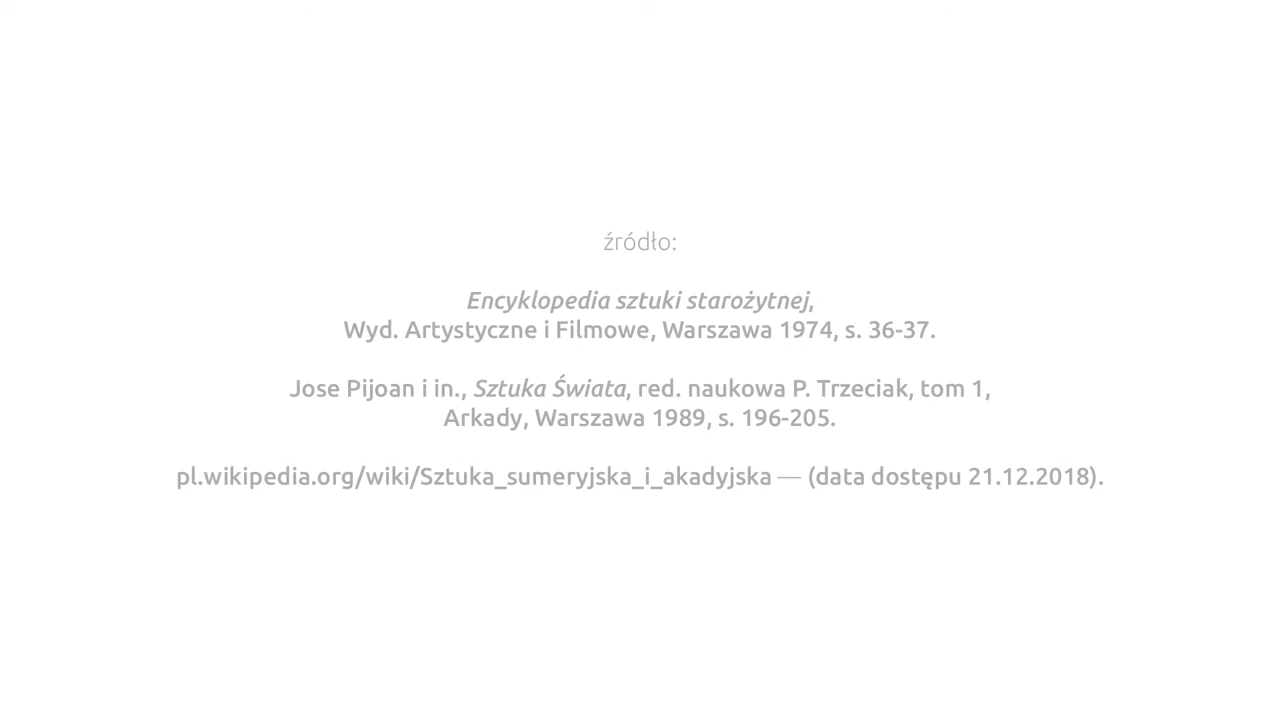 źródło:
Encyklopedia sztuki starożytnej,
Wyd. Artystyczne i Filmowe, Warszawa 1974, s. 36-37.
Jose Pijoan i in., Sztuka Świata, red. naukowa P. Trzeciak, tom 1,
Arkady, Warszawa 1989, s. 196-205.
pl.wikipedia.org/wiki/Sztuka_sumeryjska_i_akadyjska — (data dostępu 21.12.2018).